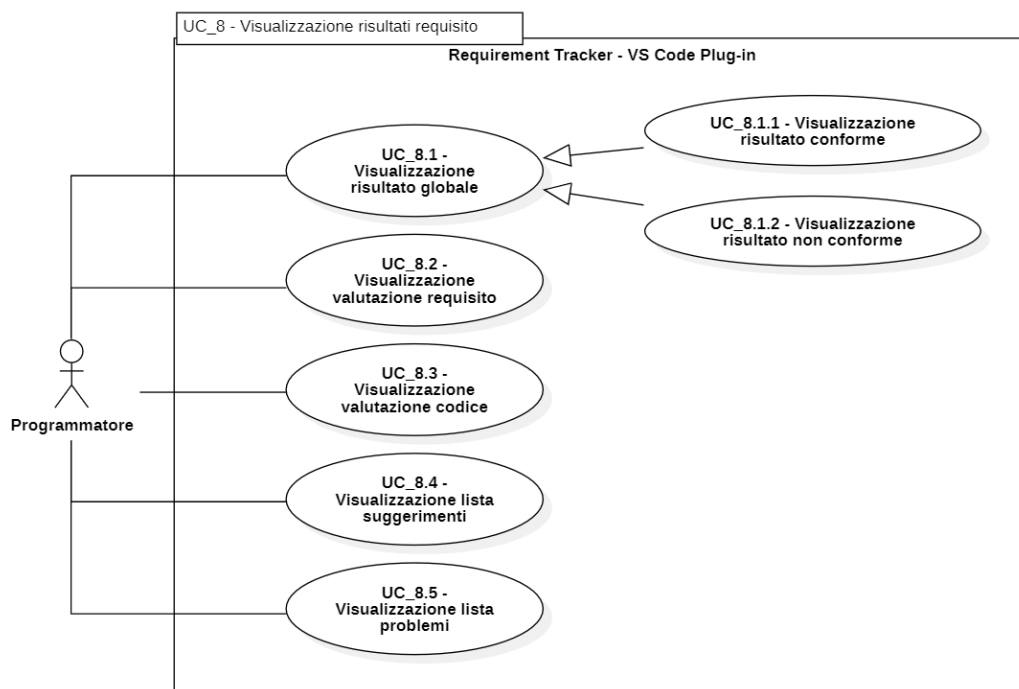 UC_8 - Visualizzazione risultati requisito
Requirement Tracker - VS Code Plug-in
UC_8.1 -
Visualizzazione
risultato globale
UC_8.1.1 - Visualizzazione
risultato conforme
UC_8.1.2 - Visualizzazione
risultato non conforme
UC_8.2 -
Visualizzazione
valutazione requisito
UC_8.3 -
Visualizzazione
valutazione codice
Programmatore
UC_8.4 -
Visualizzazione lista
suggerimenti
UC_8.5 -
Visualizzazione lista
problemi